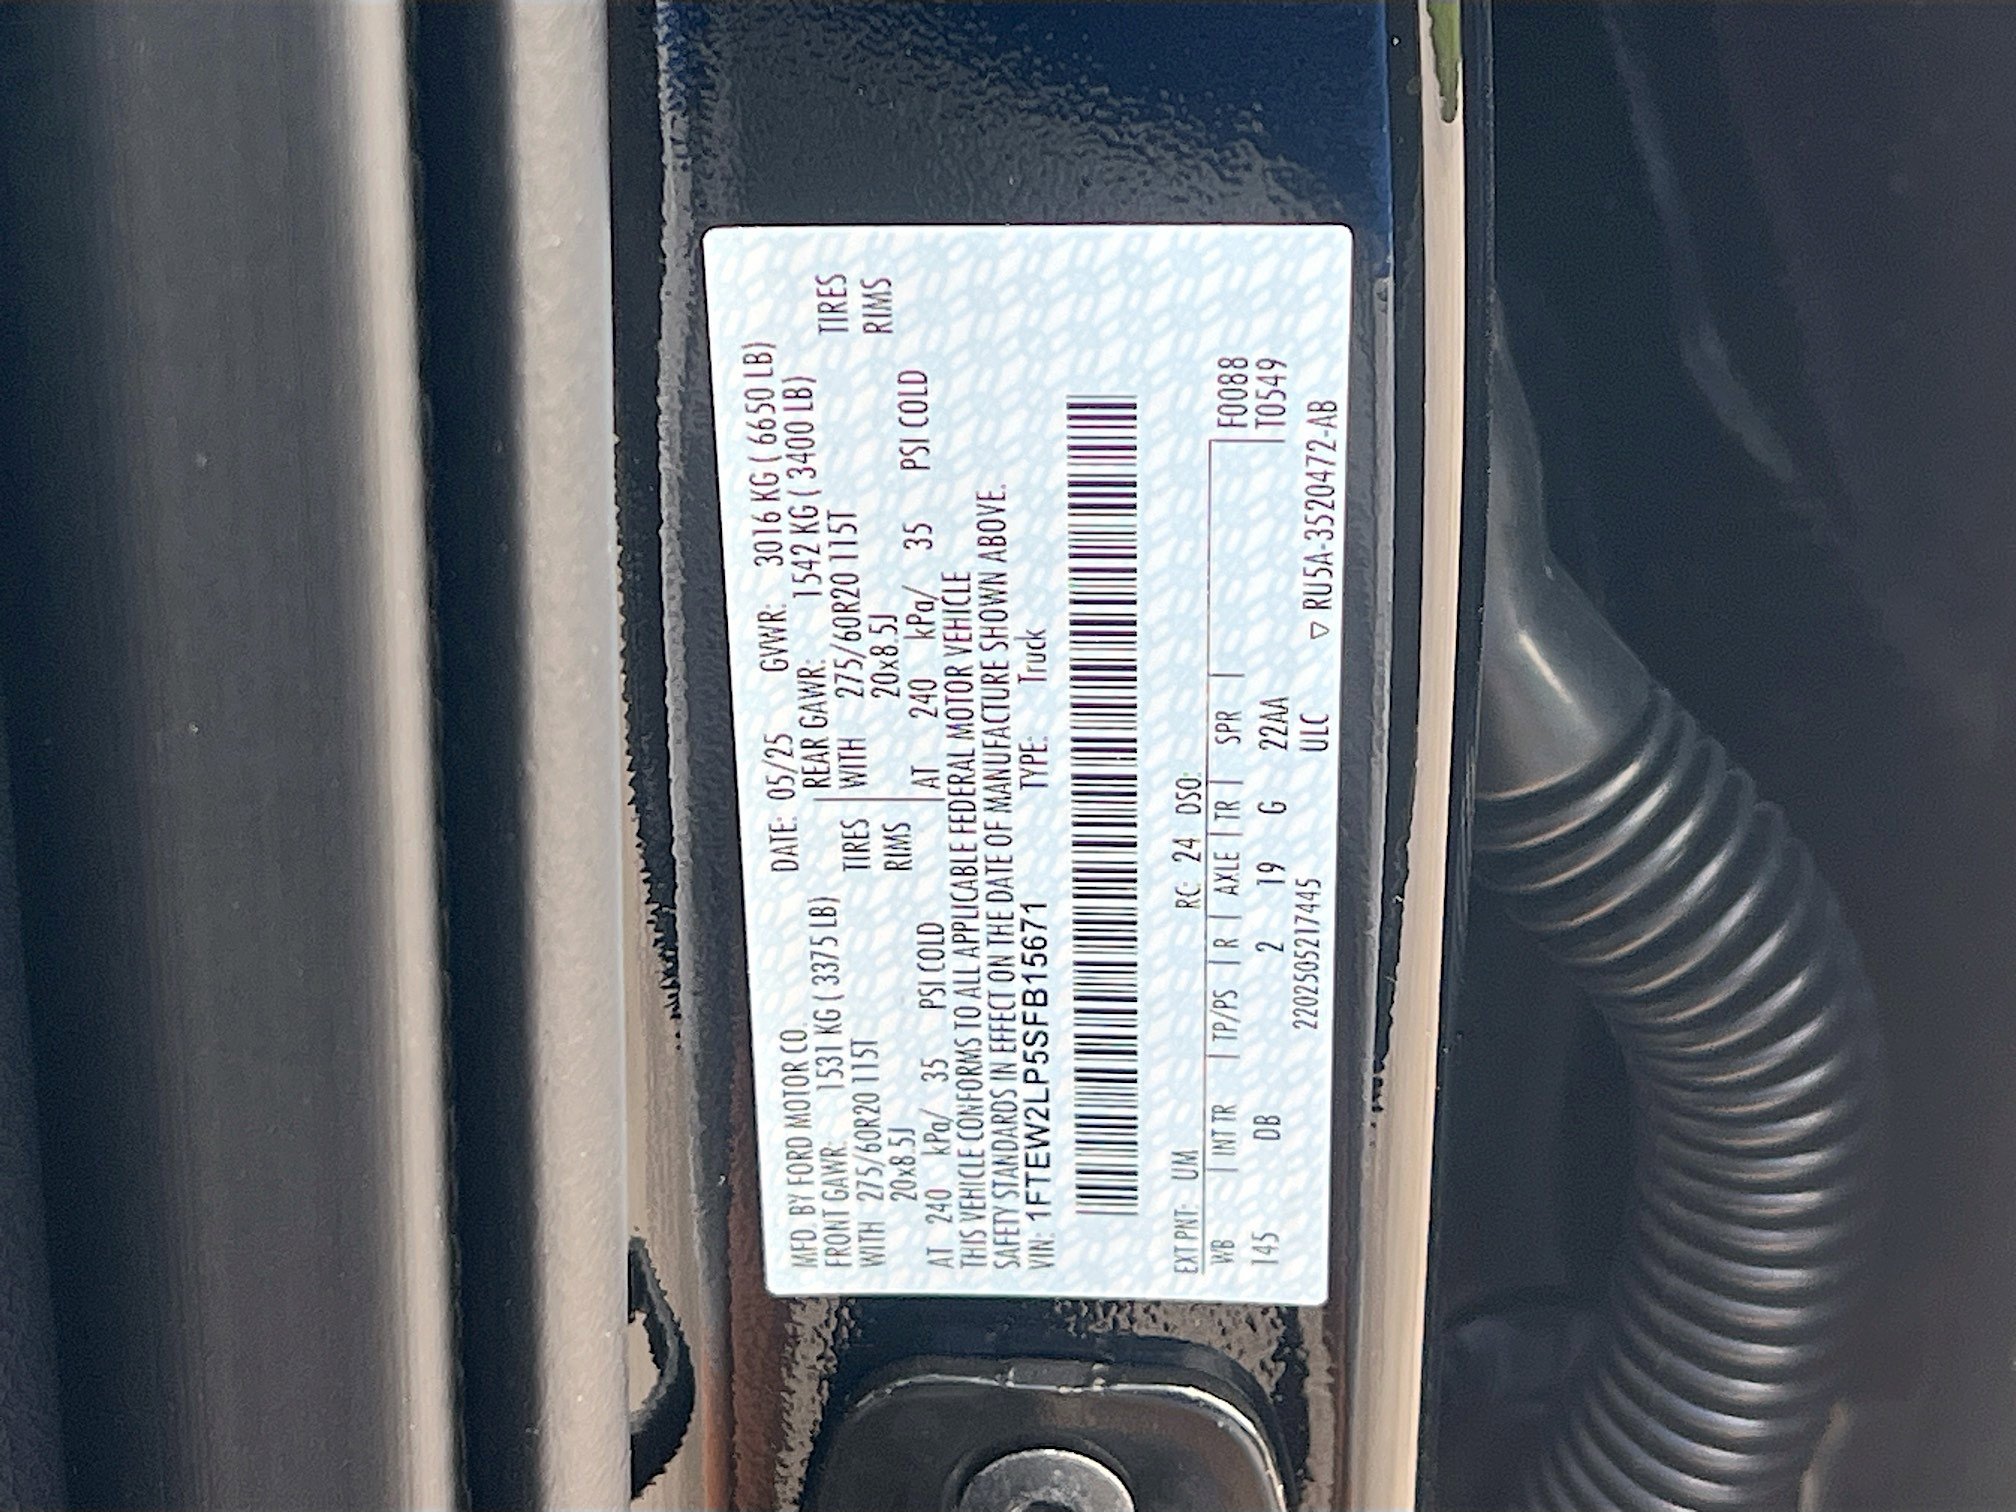 MFD. BY FORD MOTOR CO. DATE: 05/25 GVWR: 3016 KG ( 6650 LB)
FRONT GAWR: 1531 KG ( 3375 LB) REAR GAWR: 1542 KG ( 3400 LB)
WITH 275/60R20 115T TIRES WITH 275/60R20 115T TIRES
20x8.5J RIMS 20x8.5J RIMS
AT 240 kPa/ 35 PSI COLD AT 240 kPa/ 35 PSI COLD
THIS VEHICLE CONFORMS TO ALL APPLICABLE FEDERAL MOTOR VEHICLE
SAFETY STANDARDS IN EFFECT ON THE DATE OF MANUFACTURE SHOWN ABOVE.
VIN: 1FTEW2LP5SFB15671 TYPE: Truck
EXT PNT: UM RC: 24 DSO:
WB | INT TR | TP/PS | R | AXLE | TR | SPR | F0088
145 DB 2 19 G 22AA T0549
220250521​7445 ULC ▽ RU5A-3520472-AB